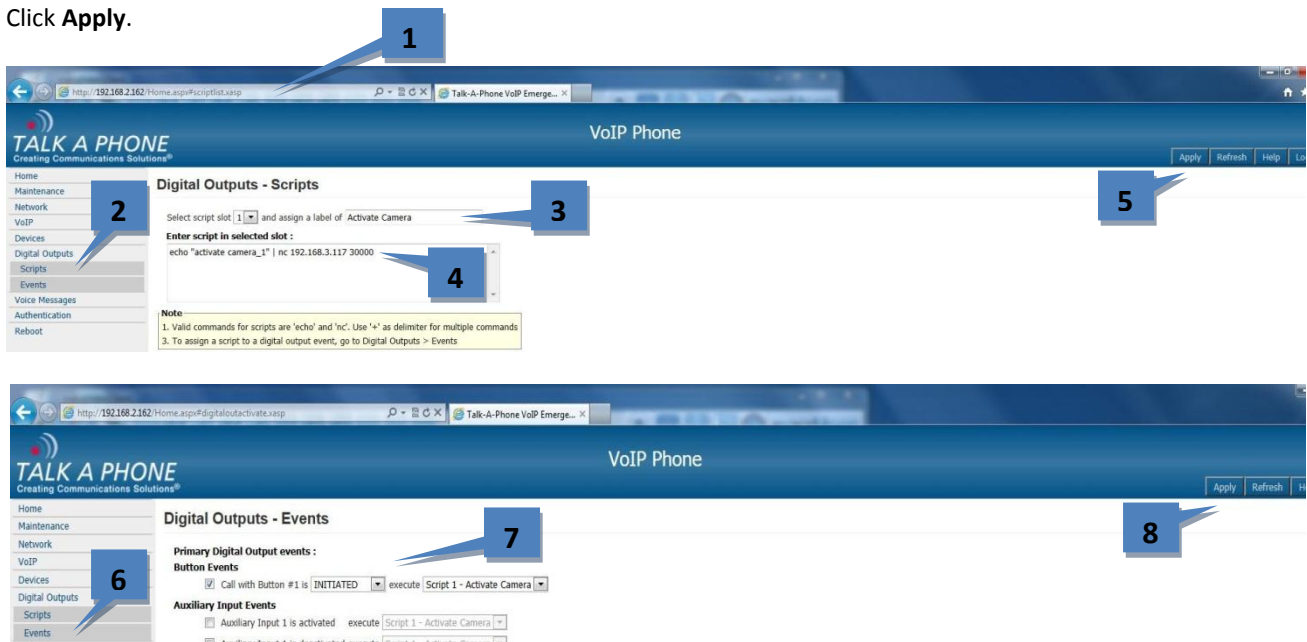 Click Apply.
1
http://192.168.2.162/Home.aspx#scriptlist.xasp
Talk-A-Phone VoIP Emerge...
TALK A PHONE
Creating Communications Solutions®
VoIP Phone
Apply Refresh Help Lo
Home
Maintenance
Network
VoIP
Devices
Digital Outputs
Scripts
Events
Voice Messages
Authentication
Reboot
2
Digital Outputs - Scripts
Select script slot 1 and assign a label of Activate Camera
3
5
Enter script in selected slot :
echo "activate camera_1" | nc 192.168.3.117 30000
4
Note
1. Valid commands for scripts are 'echo' and 'nc'. Use '+' as delimiter for multiple commands
3. To assign a script to a digital output event, go to Digital Outputs > Events
http://192.168.2.162/Home.aspx#digitaloutactivate.xasp
Talk-A-Phone VoIP Emerge...
TALK A PHONE
Creating Communications Solutions®
VoIP Phone
Apply Refresh H
Home
Maintenance
Network
VoIP
Devices
Digital Outputs
Scripts
Events
6
Digital Outputs - Events
7
8
Primary Digital Output events :
Button Events
Call with Button #1 is INITIATED execute Script 1 - Activate Camera
Auxiliary Input Events
Auxiliary Input 1 is activated execute Script 1 - Activate Camera